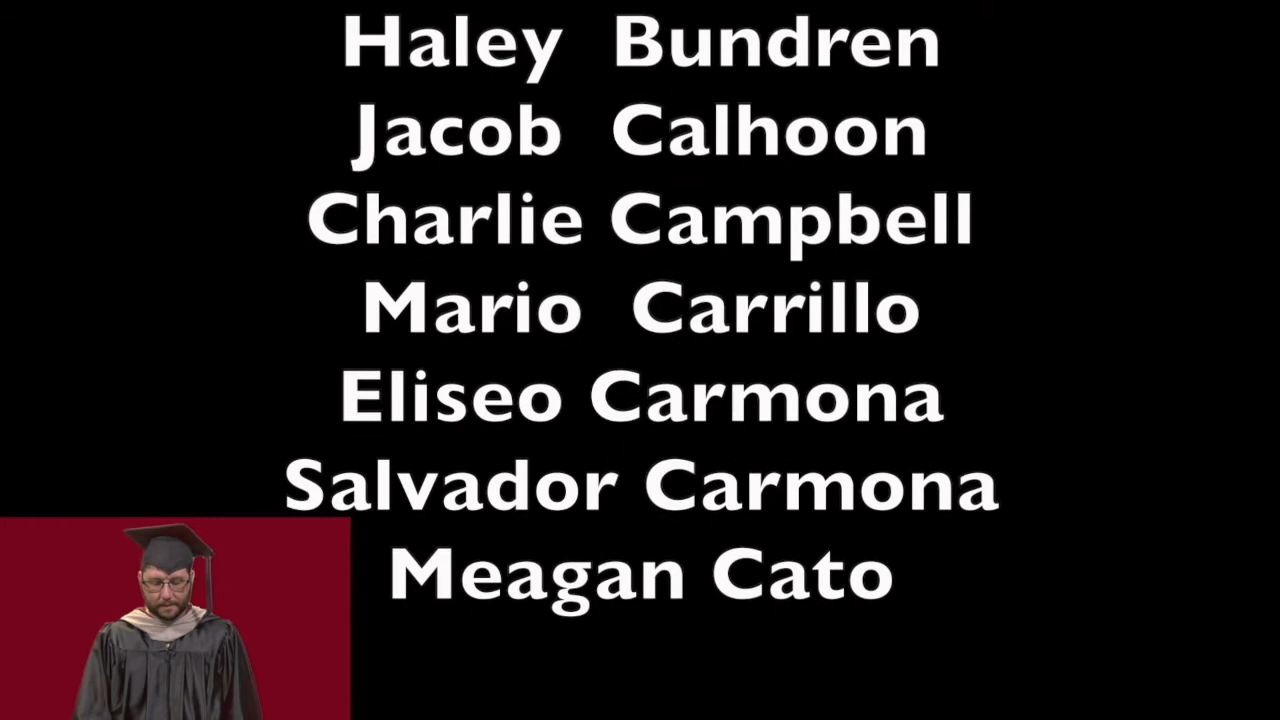 Haley Bundren
Jacob Calhoon
Charlie Campbell
Mario Carrillo
Eliseo Carmona
Salvador Carmona
Meagan Cato